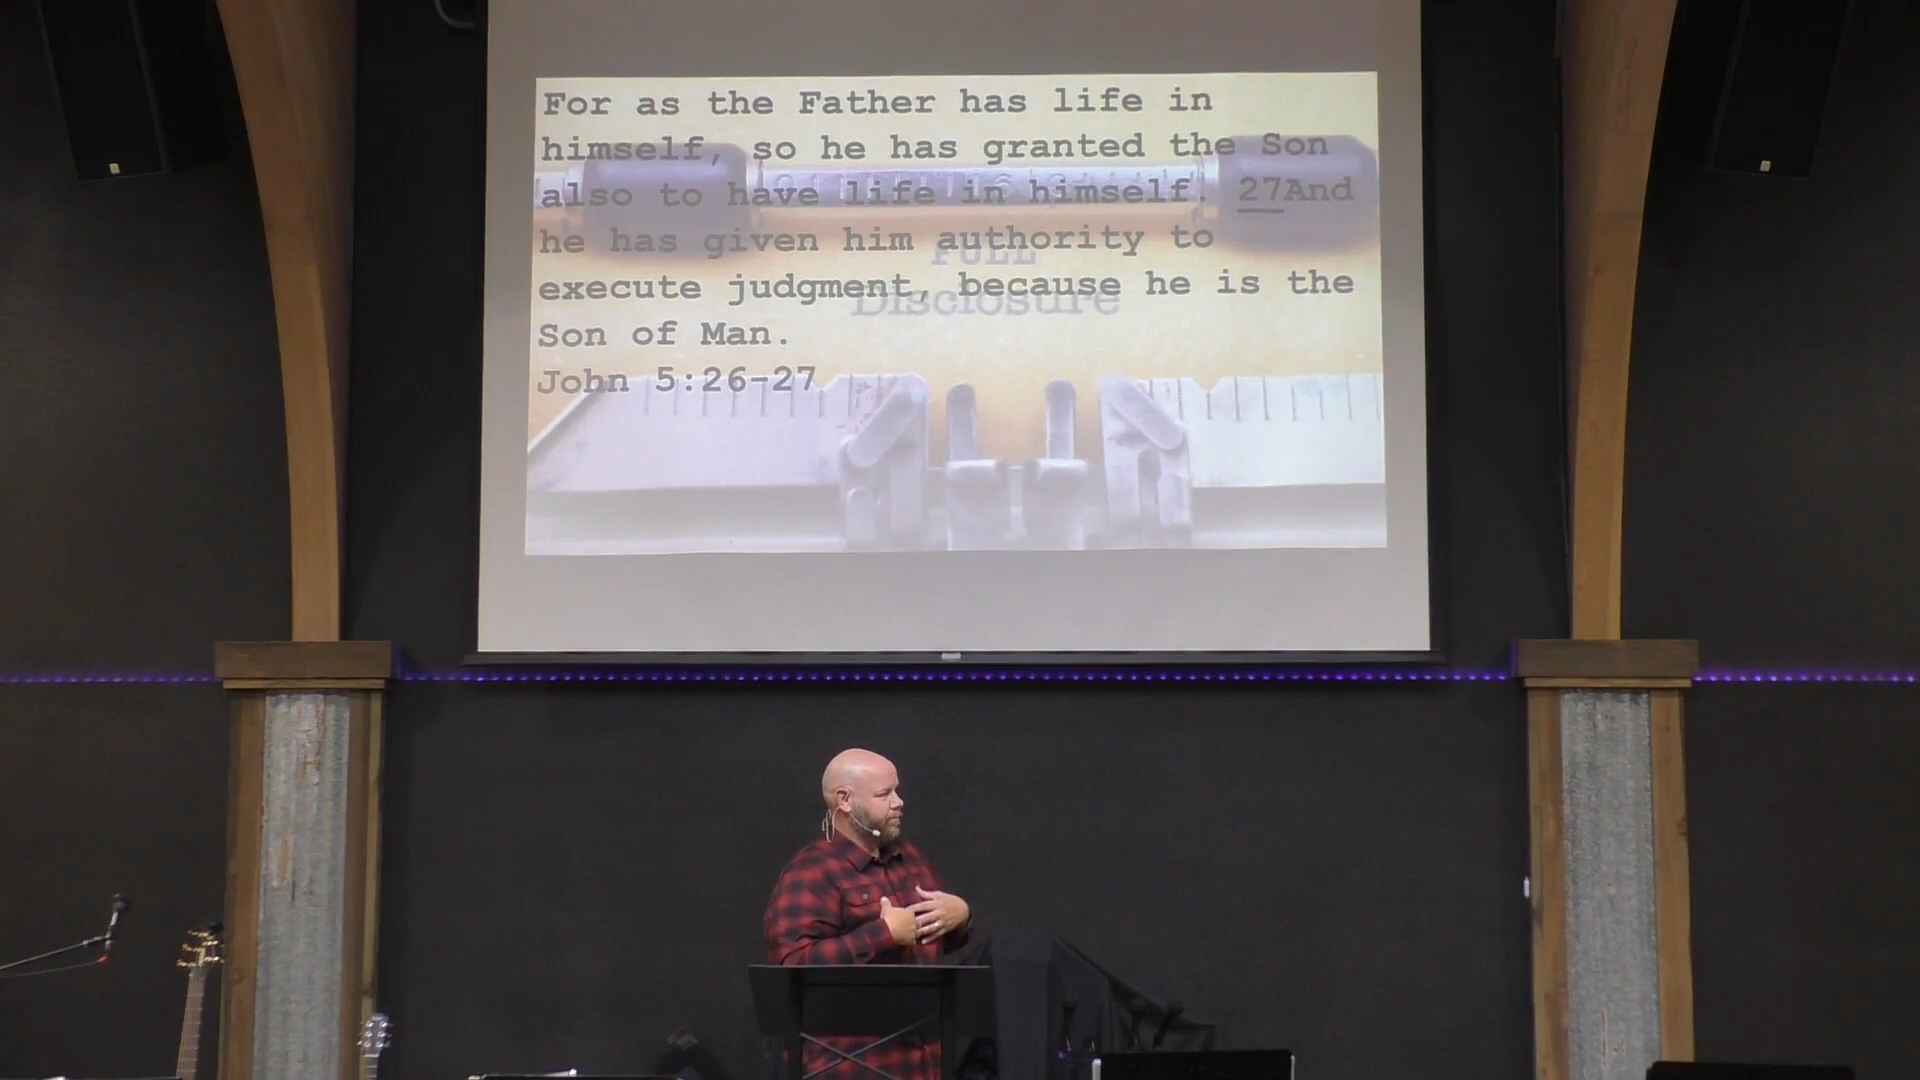 For as the Father has life in
himself, so he has granted the Son
also to have life in himself. 27And
he has given him authority to
execute judgment, because he is the
Son of Man.
John 5:26-27
FULL
Disclosure